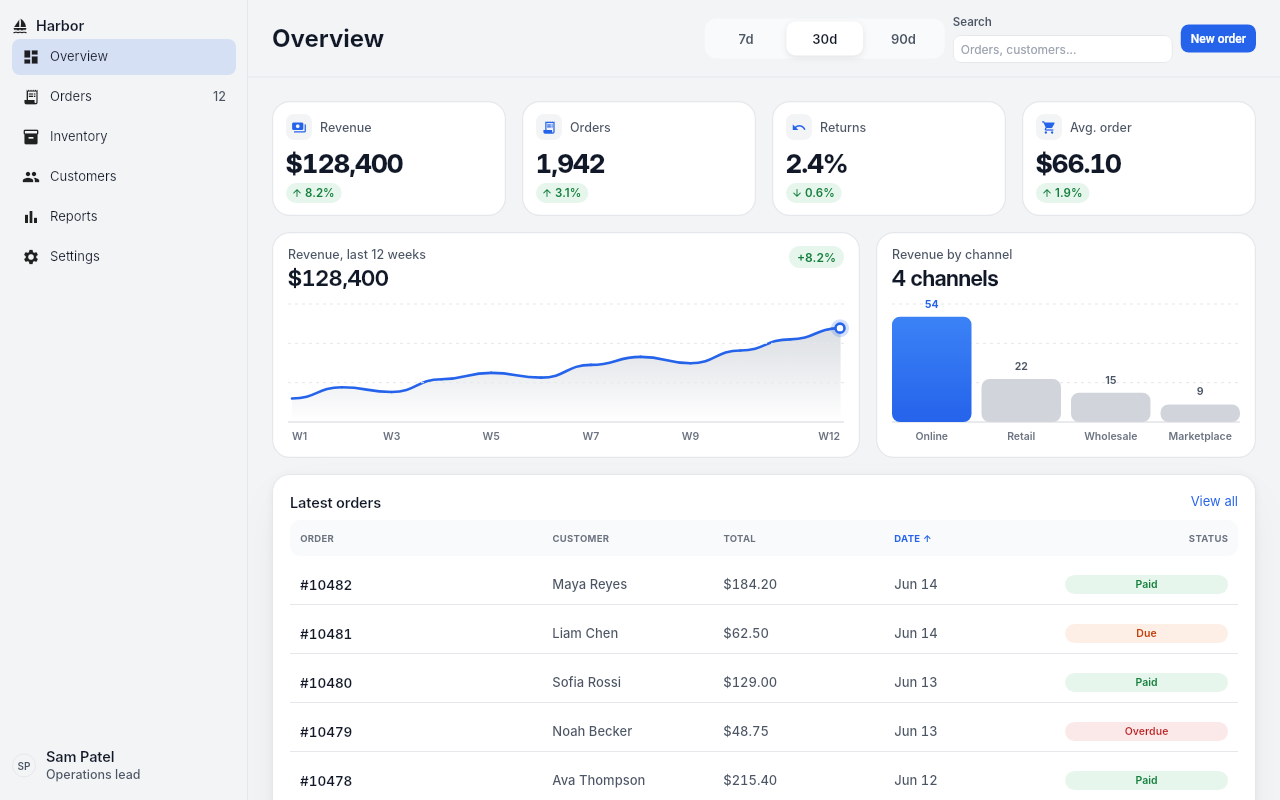 Harbor
Overview
Orders 12
Inventory
Customers
Reports
Settings
SP
Sam Patel
Operations lead
Overview
7d 30d 90d
Search
Orders, customers...
New order
Revenue
$128,400
↑ 8.2%
Orders
1,942
↑ 3.1%
Returns
2.4%
↓ 0.6%
Avg. order
$66.10
↑ 1.9%
Revenue, last 12 weeks
$128,400
+8.2%
W1 W3 W5 W7 W9 W12
Revenue by channel
4 channels
54 22 15 9
Online Retail Wholesale Marketplace
Latest orders
View all
ORDER CUSTOMER TOTAL DATE ↑ STATUS
#10482 Maya Reyes $184.20 Jun 14 Paid
#10481 Liam Chen $62.50 Jun 14 Due
#10480 Sofia Rossi $129.00 Jun 13 Paid
#10479 Noah Becker $48.75 Jun 13 Overdue
#10478 Ava Thompson $215.40 Jun 12 Paid